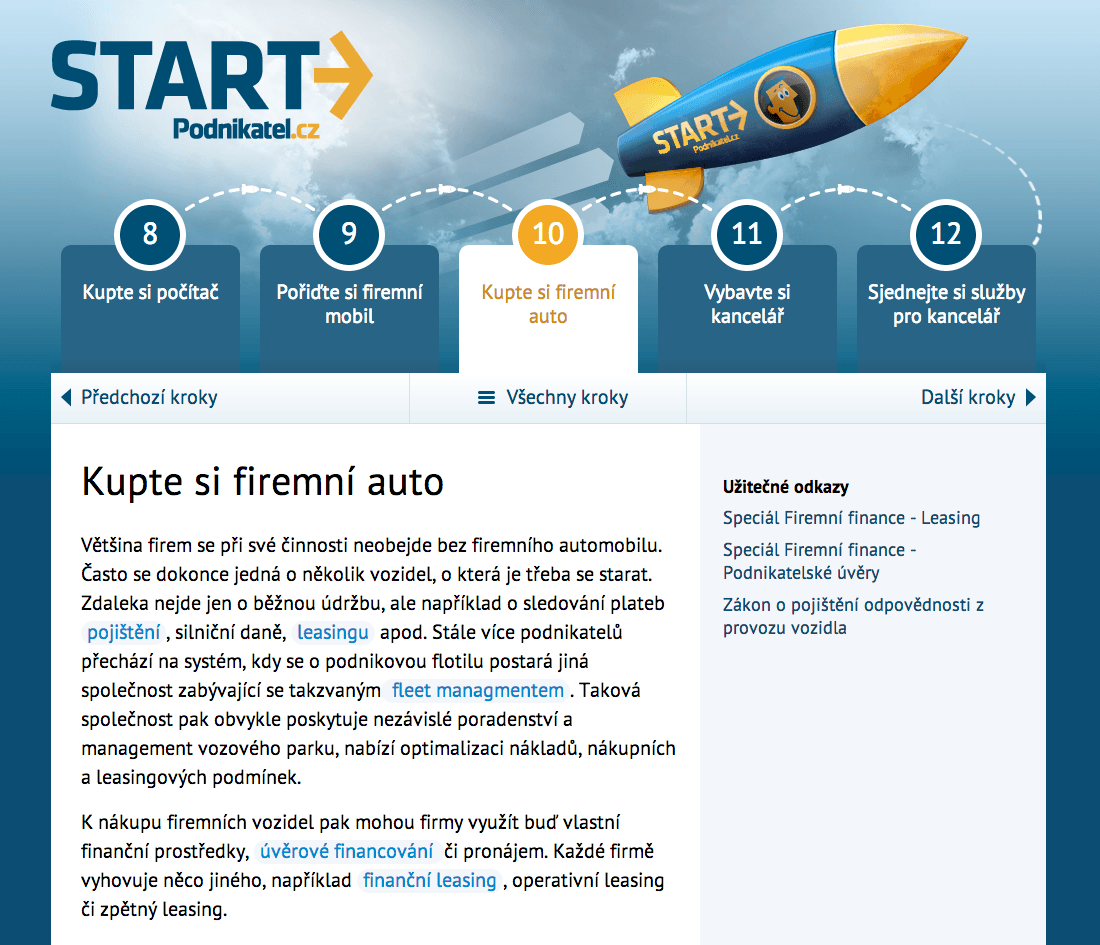 START
Podnikatel.cz
START
Podnikatel.cz
8
9
10
11
12
Kupte si počítač
Pořiďte si firemní
mobil
Kupte si firemní
auto
Vybavte si
kancelář
Sjednejte si služby
pro kancelář
Předchozí kroky
Všechny kroky
Další kroky
Kupte si firemní auto
Většina firem se při své činnosti neobejde bez firemního automobilu.
Často se dokonce jedná o několik vozidel, o která je třeba se starat.
Zdaleka nejde jen o běžnou údržbu, ale například o sledování plateb
pojištění , silniční daně, leasingu apod. Stále více podnikatelů
přechází na systém, kdy se o podnikovou flotilu postará jiná
společnost zabývající se takzvaným fleet managmentem . Taková
společnost pak obvykle poskytuje nezávislé poradenství a
management vozového parku, nabízí optimalizaci nákladů, nákupních
a leasingových podmínek.
K nákupu firemních vozidel pak mohou firmy využít buď vlastní
finanční prostředky, úvěrové financování či pronájem. Každé firmě
vyhovuje něco jiného, například finanční leasing , operativní leasing
či zpětný leasing.
Užitečné odkazy
Speciál Firemní finance - Leasing
Speciál Firemní finance -
Podnikatelské úvěry
Zákon o pojištění odpovědnosti z
provozu vozidla